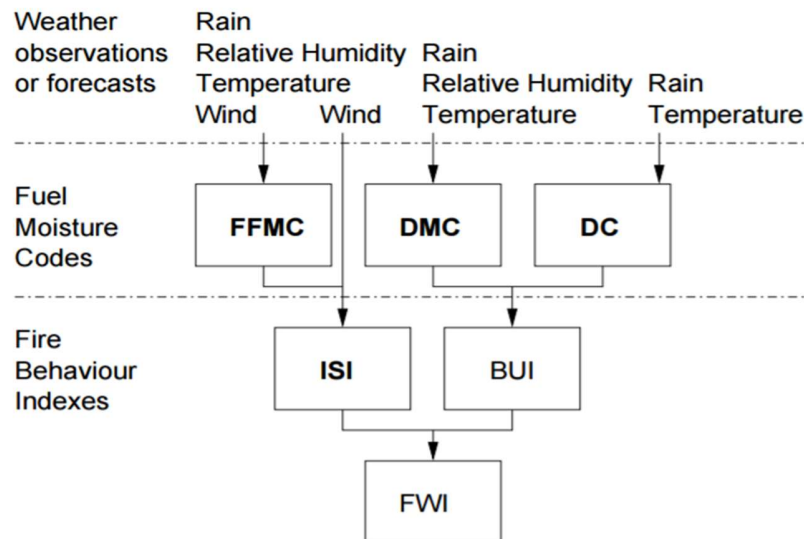 Weather
observations
or forecasts
Rain
Relative Humidity
Temperature
Wind
Wind
Rain
Relative Humidity
Temperature
Rain
Temperature
Fuel
Moisture
Codes
FFMC
DMC
DC
Fire
Behaviour
Indexes
ISI
BUI
FWI